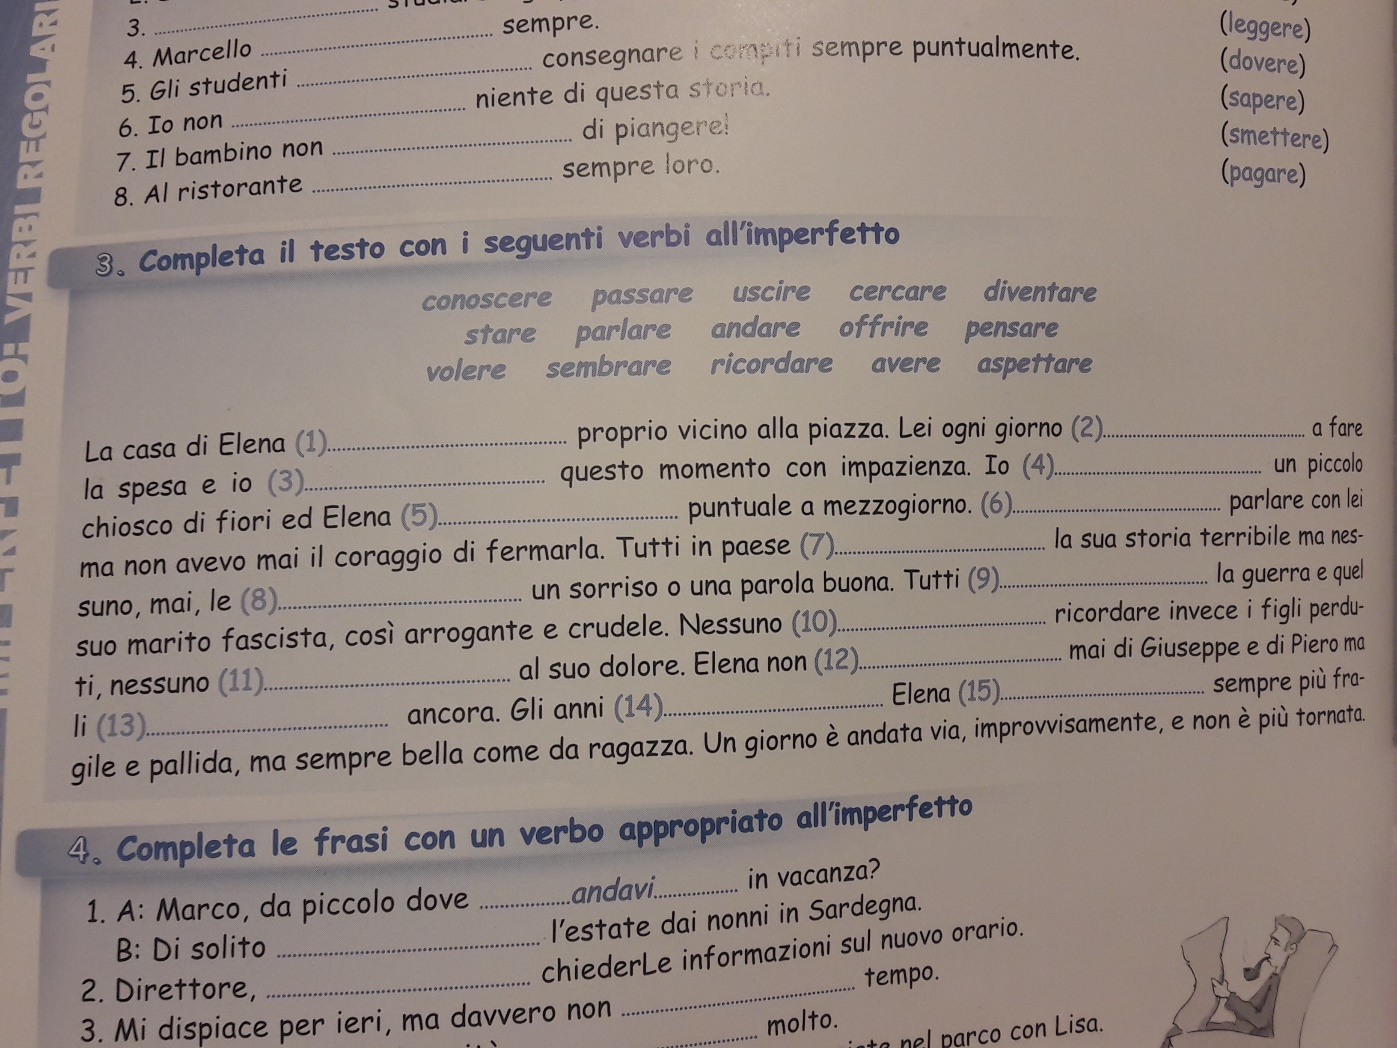 3. ....................
4. Marcello .................... sempre. (leggere)
5. Gli studenti .................... consegnare i compiti sempre puntualmente. (dovere)
6. Io non .................... niente di questa storia. (sapere)
7. Il bambino non .................... di piangere! (smettere)
8. Al ristorante .................... sempre loro. (pagare)
VERBI REGOLARI
3. Completa il testo con i seguenti verbi all'imperfetto
conoscere passare uscire cercare diventare
stare parlare andare offrire pensare
volere sembrare ricordare avere aspettare
La casa di Elena (1).................... proprio vicino alla piazza. Lei ogni giorno (2).................... a fare
la spesa e io (3).................... questo momento con impazienza. Io (4).................... un piccolo
chiosco di fiori ed Elena (5).................... puntuale a mezzogiorno. (6).................... parlare con lei
ma non avevo mai il coraggio di fermarla. Tutti in paese (7).................... la sua storia terribile ma nes-
suno, mai, le (8).................... un sorriso o una parola buona. Tutti (9).................... la guerra e quel
suo marito fascista, così arrogante e crudele. Nessuno (10).................... ricordare invece i figli perdu-
ti, nessuno (11).................... al suo dolore. Elena non (12).................... mai di Giuseppe e di Piero ma
li (13).................... ancora. Gli anni (14).................... Elena (15).................... sempre più fra-
gile e pallida, ma sempre bella come da ragazza. Un giorno è andata via, improvvisamente, e non è più tornata.
4. Completa le frasi con un verbo appropriato all'imperfetto
1. A: Marco, da piccolo dove ..........andavi.......... in vacanza?
B: Di solito .................... l'estate dai nonni in Sardegna.
2. Direttore, .................... chiederLe informazioni sul nuovo orario.
3. Mi dispiace per ieri, ma davvero non .................... tempo.
.................... molto.
nel parco con Lisa.